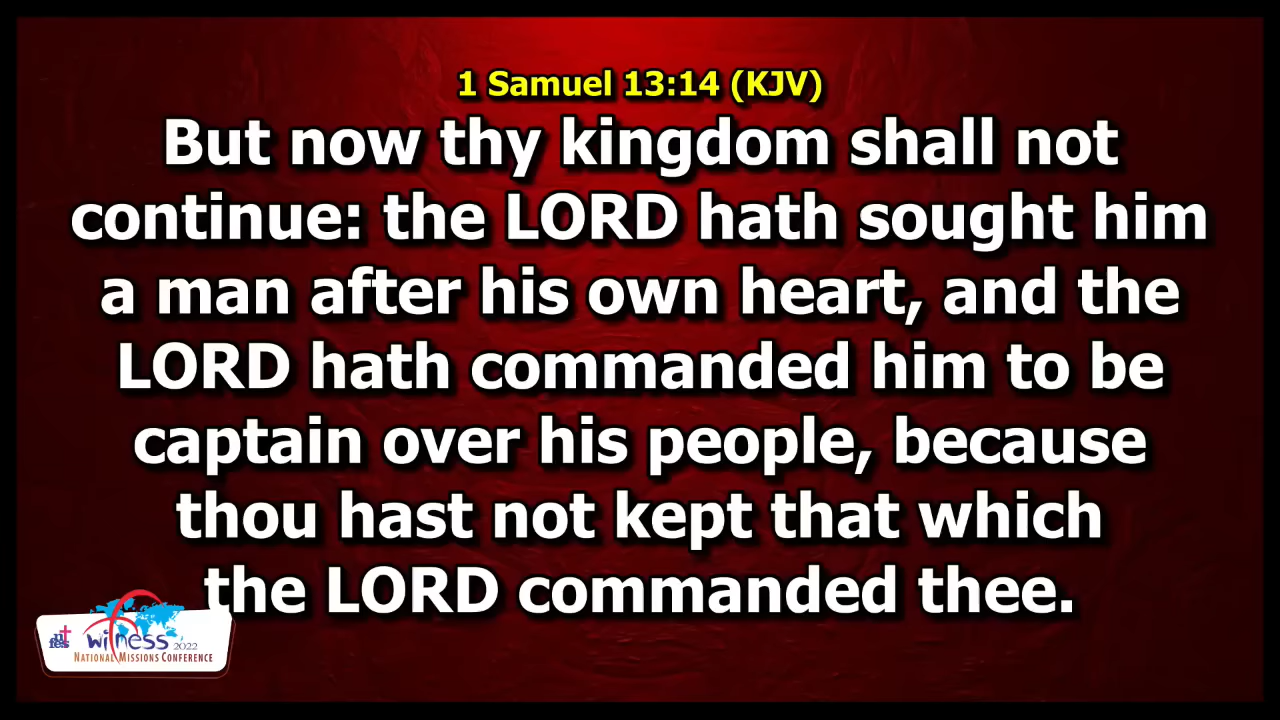 1 Samuel 13:14 (KJV)
But now thy kingdom shall not
continue: the LORD hath sought him
a man after his own heart, and the
LORD hath commanded him to be
captain over his people, because
thou hast not kept that which
the LORD commanded thee.
nifes witness 2022
NATIONAL MISSIONS CONFERENCE